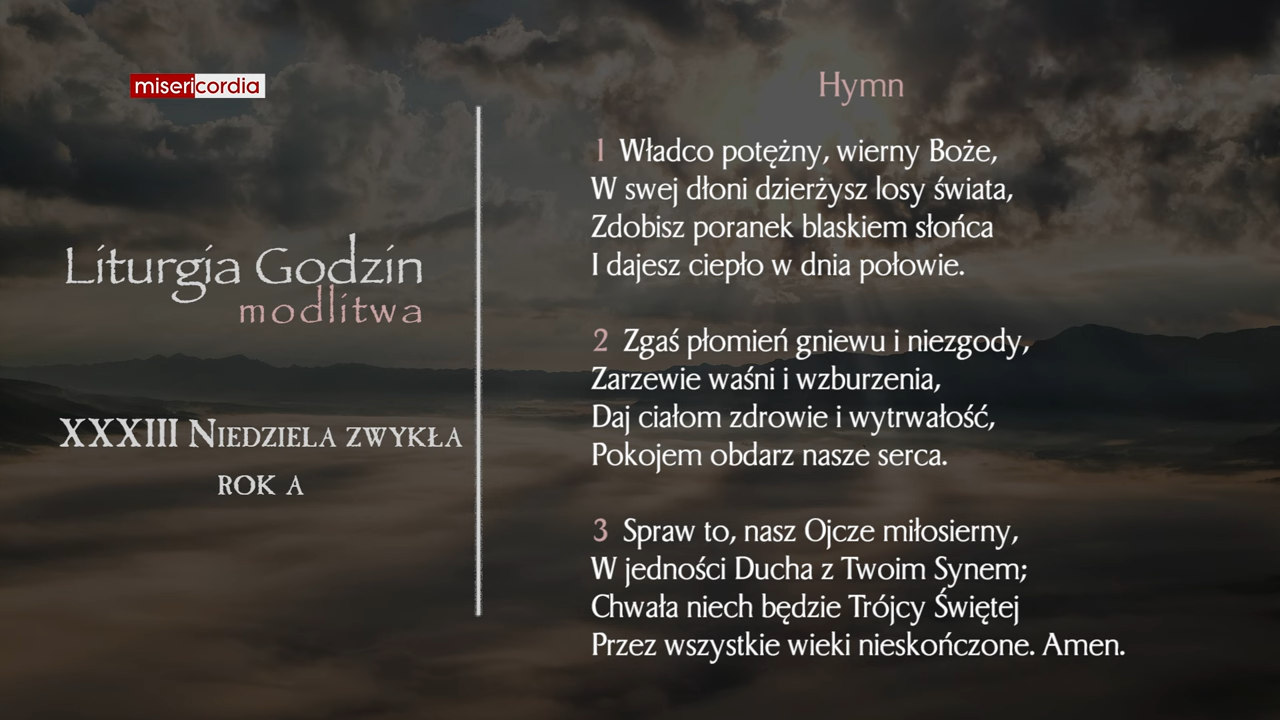 misericordia
Liturgia Godzin
modlitwa
XXXIII Niedziela zwykła
rok A
Hymn
1 Władco potężny, wierny Boże,
W swej dłoni dzierżysz losy świata,
Zdobisz poranek blaskiem słońca
I dajesz ciepło w dnia połowie.
2 Zgaś płomień gniewu i niezgody,
Zarzewie waśni i wzburzenia,
Daj ciałom zdrowie i wytrwałość,
Pokojem obdarz nasze serca.
3 Spraw to, nasz Ojcze miłosierny,
W jedności Ducha z Twoim Synem;
Chwała niech będzie Trójcy Świętej
Przez wszystkie wieki nieskończone. Amen.